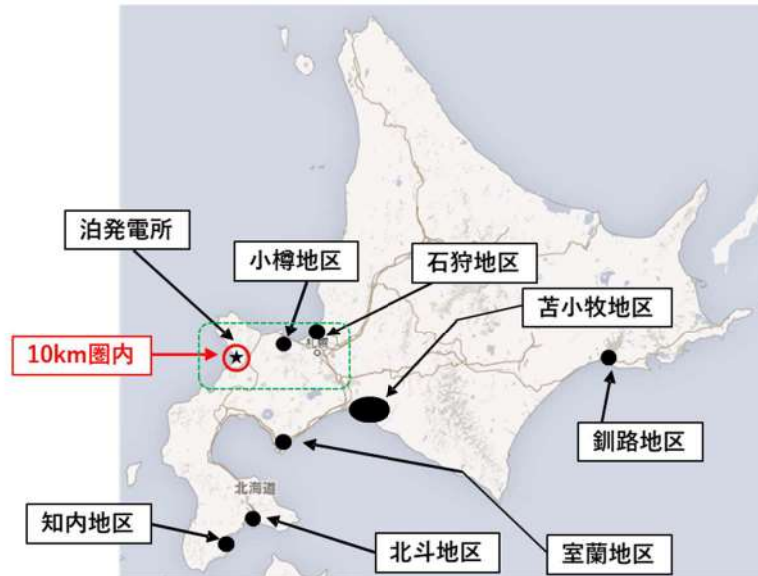 泊発電所
小樽地区
石狩地区
苫小牧地区
10km圏内
札幌
釧路地区
北海道
知内地区
北斗地区
室蘭地区